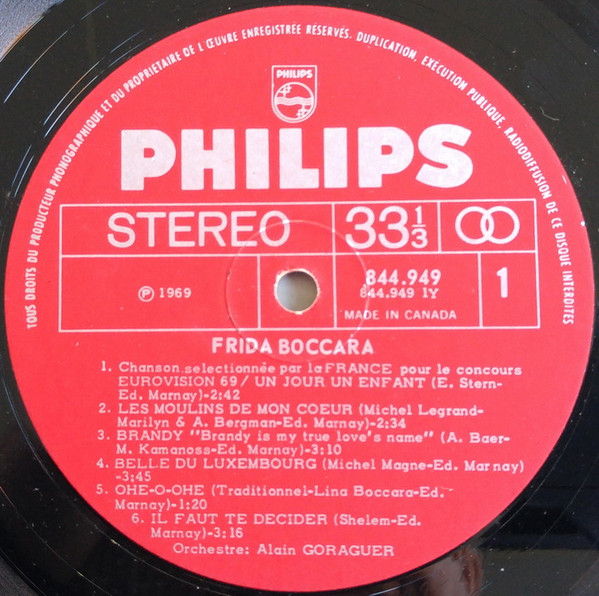 TOUS DROITS DU PRODUCTEUR PHONOGRAPHIQUE ET DU PROPRIETAIRE DE L'ŒUVRE ENREGISTRÉE RÉSERVÉS. DUPLICATION, EXECUTION PUBLIQUE, RADIODIFFUSION DE CE DISQUE INTERDITES
PHILIPS
PHILIPS
STEREO 33⅓
Ⓟ 1969 844.949 1
844.949 1Y
MADE IN CANADA
FRIDA BOCCARA
1. Chanson selectionnée par la FRANCE pour le concours
EUROVISION 69/ UN JOUR UN ENFANT (E. Stern-
Ed. Marnay)-2:42
2. LES MOULINS DE MON COEUR (Michel Legrand-
Marilyn & A. Bergman-Ed. Marnay)-2:34
3. BRANDY "Brandy is my true love's name" (A. Baer-
M. Kamanoss-Ed. Marnay)-3:10
4. BELLE DU LUXEMBOURG (Michel Magne-Ed. Marnay)
-3:45
5. OHE-O-OHE (Traditionnel-Lina Boccara-Ed.
Marnay)-1:20
6. IL FAUT TE DECIDER (Shelem-Ed.
Marnay)-3:16
Orchestre: Alain GORAGUER